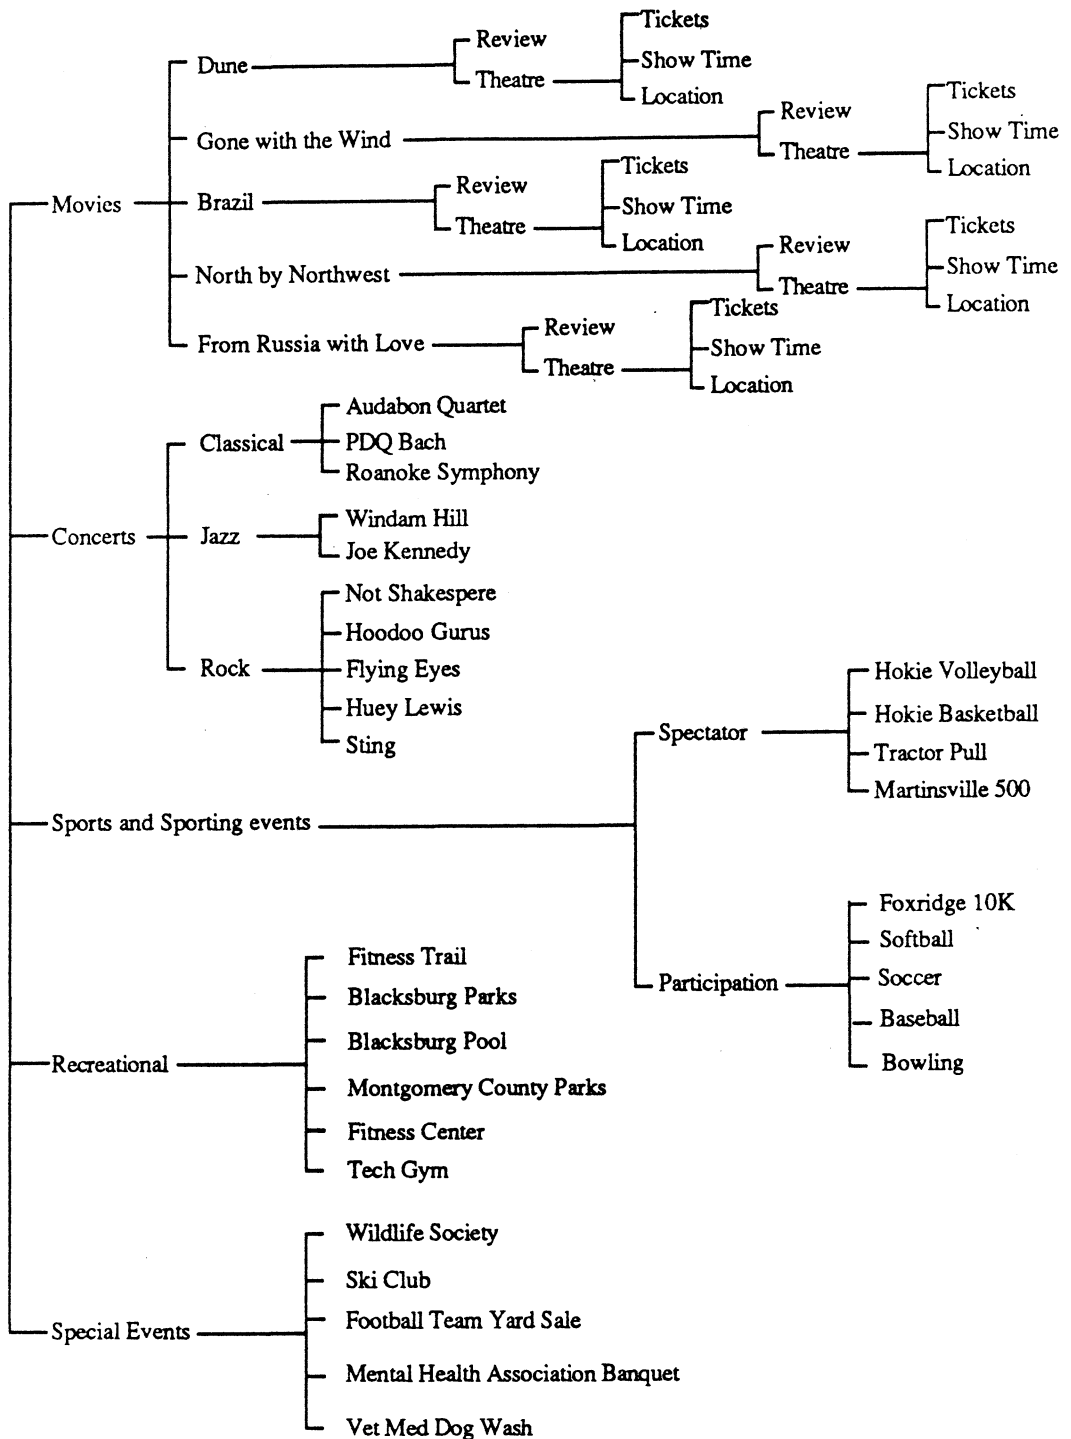 Movies
Dune
Review
Theatre
Tickets
Show Time
Location
Gone with the Wind
Review
Theatre
Tickets
Show Time
Location
Brazil
Review
Theatre
Tickets
Show Time
Location
North by Northwest
Review
Theatre
Tickets
Show Time
Location
From Russia with Love
Review
Theatre
Tickets
Show Time
Location
Concerts
Classical
Audabon Quartet
PDQ Bach
Roanoke Symphony
Jazz
Windam Hill
Joe Kennedy
Rock
Not Shakespere
Hoodoo Gurus
Flying Eyes
Huey Lewis
Sting
Sports and Sporting events
Spectator
Hokie Volleyball
Hokie Basketball
Tractor Pull
Martinsville 500
Participation
Foxridge 10K
Softball
Soccer
Baseball
Bowling
Recreational
Fitness Trail
Blacksburg Parks
Blacksburg Pool
Montgomery County Parks
Fitness Center
Tech Gym
Special Events
Wildlife Society
Ski Club
Football Team Yard Sale
Mental Health Association Banquet
Vet Med Dog Wash